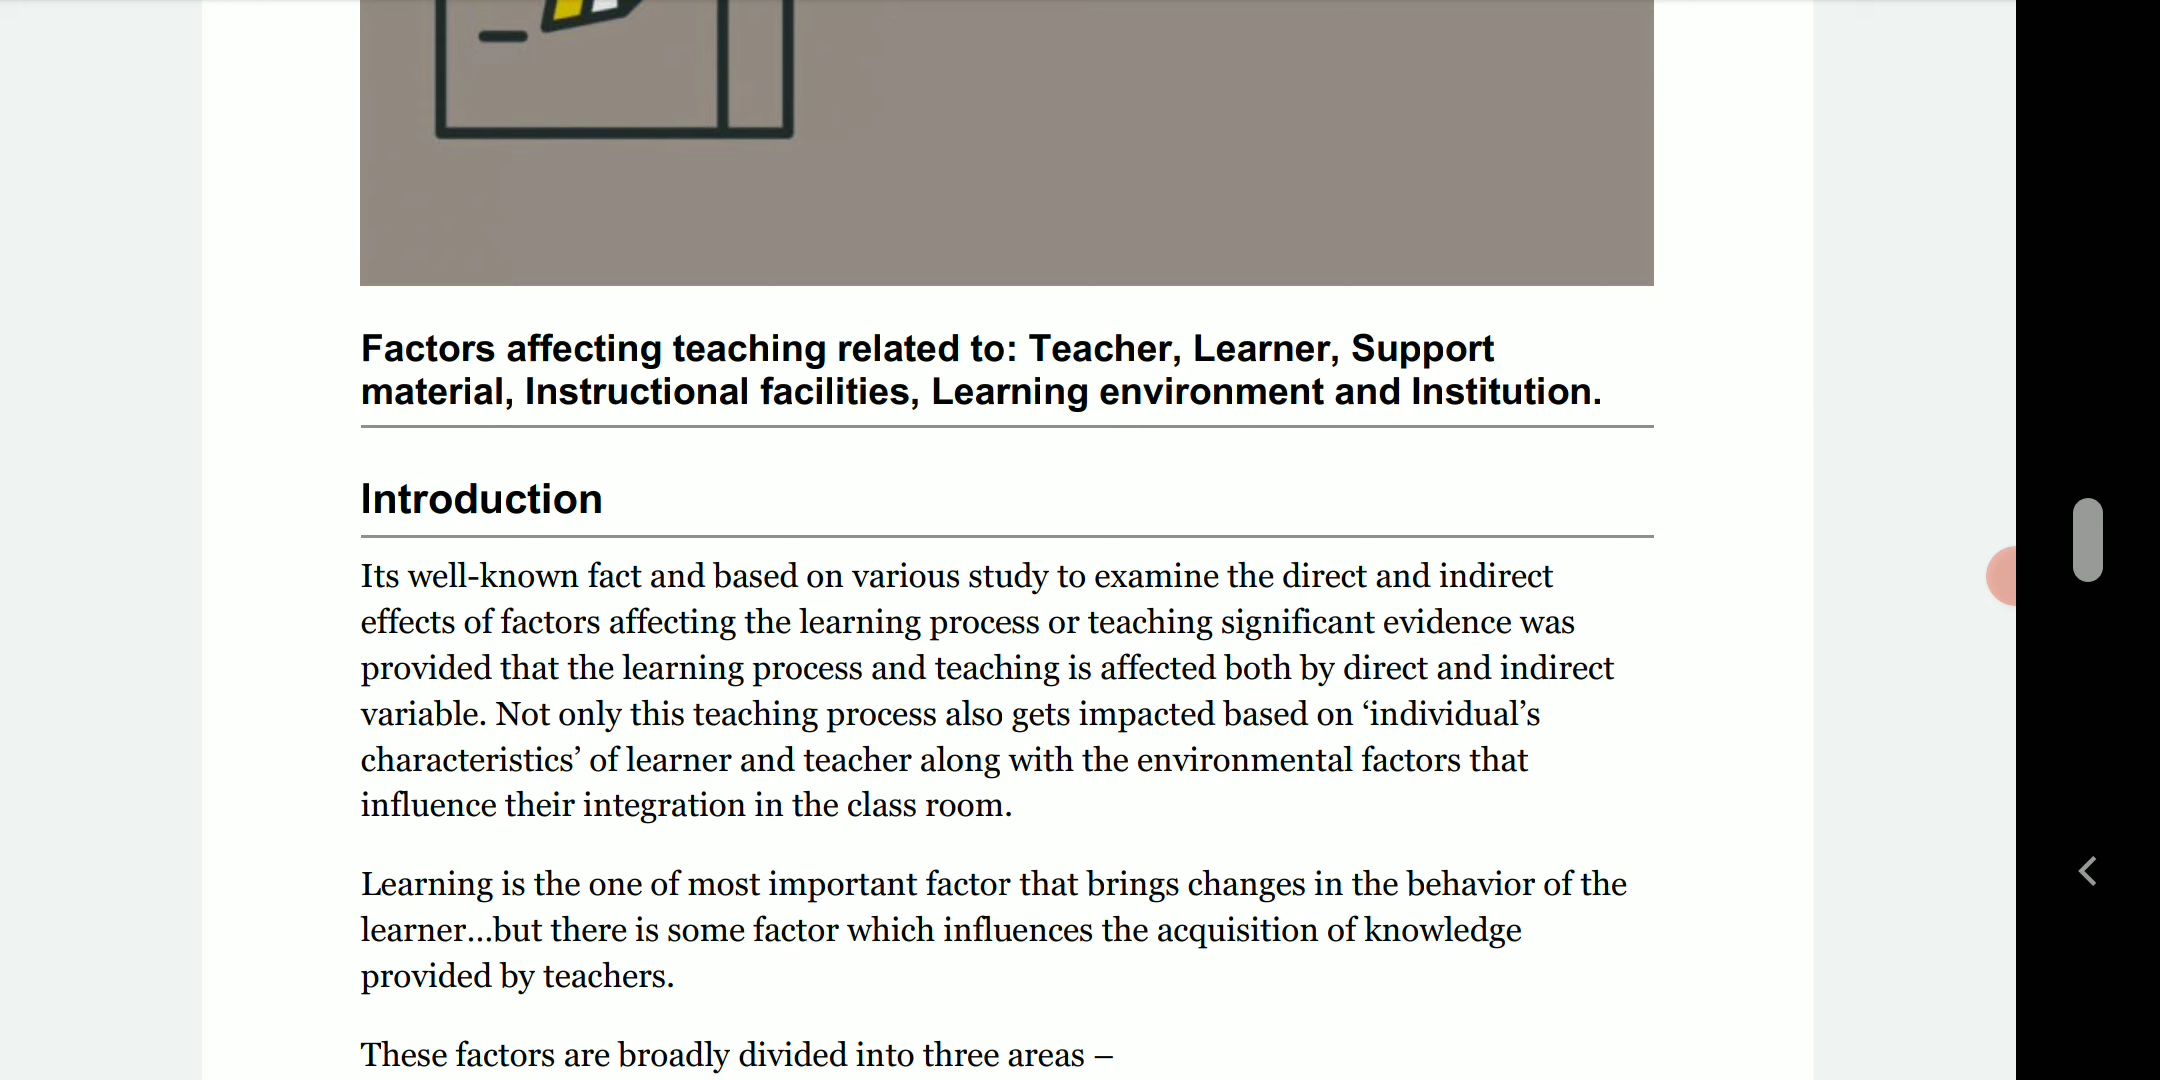 Factors affecting teaching related to: Teacher, Learner, Support
material, Instructional facilities, Learning environment and Institution.
Introduction
Its well-known fact and based on various study to examine the direct and indirect
effects of factors affecting the learning process or teaching significant evidence was
provided that the learning process and teaching is affected both by direct and indirect
variable. Not only this teaching process also gets impacted based on ‘individual’s
characteristics’ of learner and teacher along with the environmental factors that
influence their integration in the class room.
Learning is the one of most important factor that brings changes in the behavior of the
learner…but there is some factor which influences the acquisition of knowledge
provided by teachers.
These factors are broadly divided into three areas –